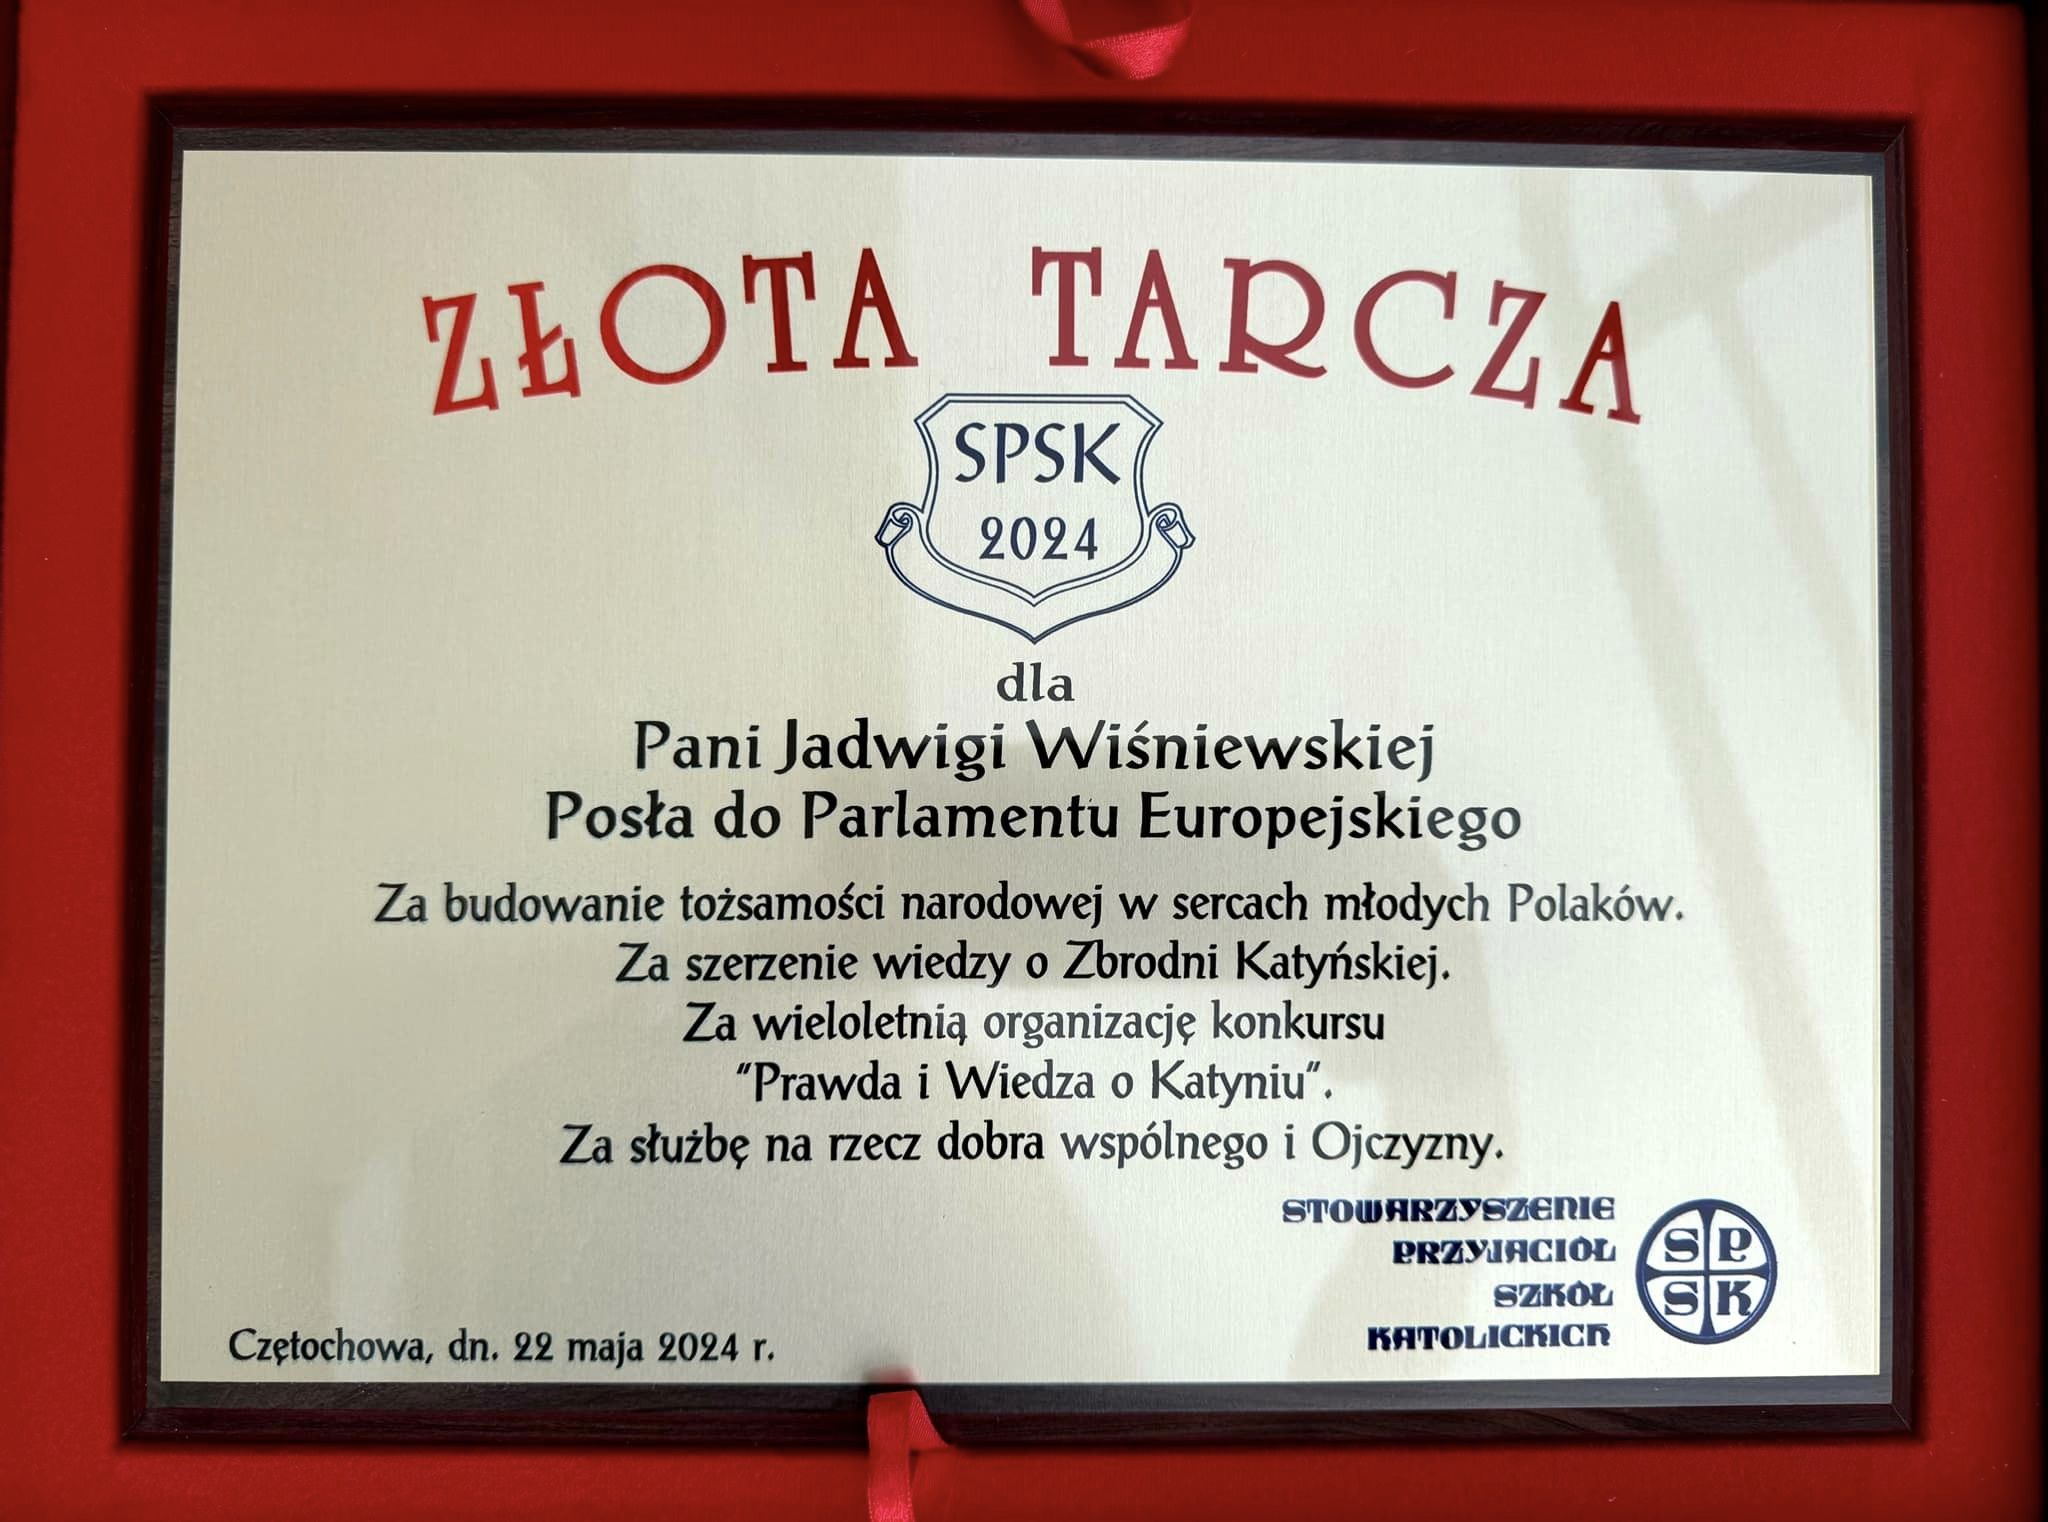 ZŁOTA TARCZA
SPSK
2024
dla
Pani Jadwigi Wiśniewskiej
Posła do Parlamentu Europejskiego
Za budowanie tożsamości narodowej w sercach młodych Polaków.
Za szerzenie wiedzy o Zbrodni Katyńskiej.
Za wieloletnią organizację konkursu
"Prawda i Wiedza o Katyniu".
Za służbę na rzecz dobra wspólnego i Ojczyzny.
STOWARZYSZENIE
PRZYJACIÓŁ
SZKÓŁ
KATOLICKICH
SP
SK
Czętochowa, dn. 22 maja 2024 r.